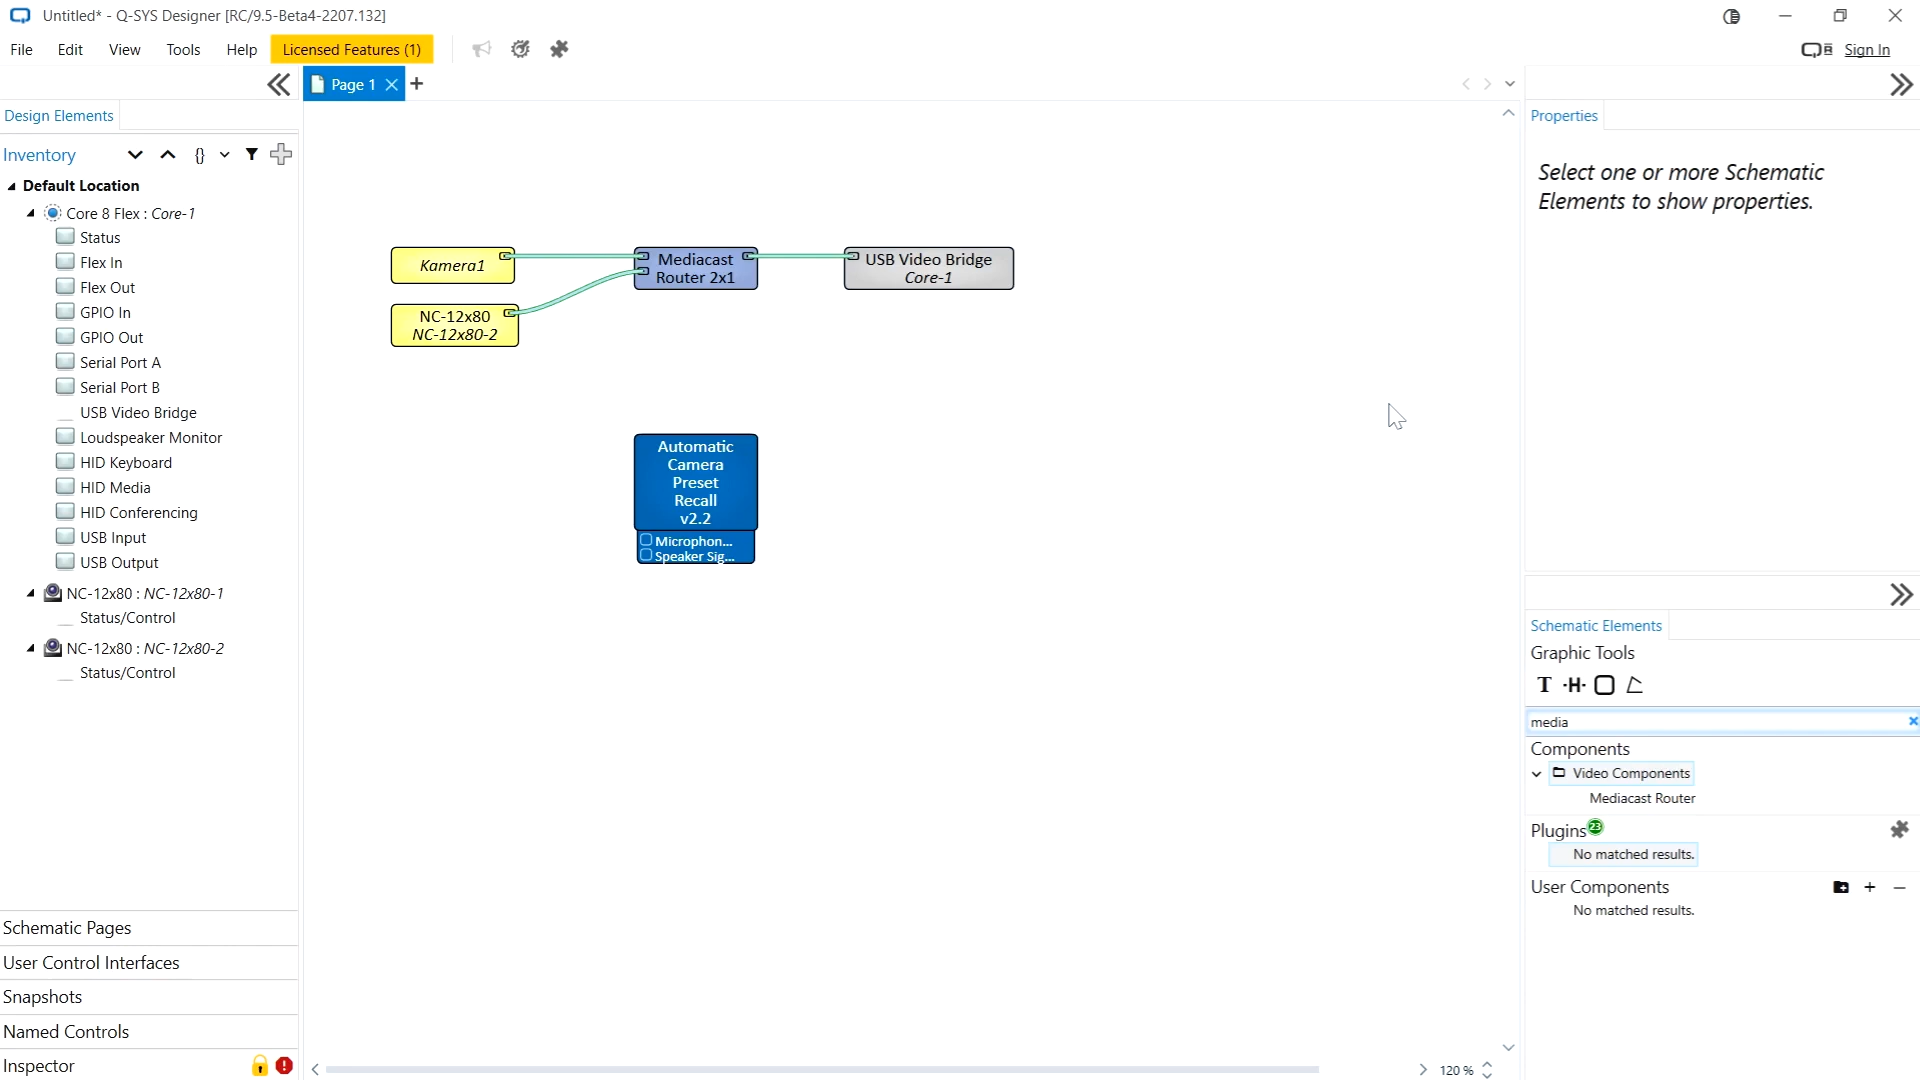 Untitled* - Q-SYS Designer [RC/9.5-Beta4-2207.132]
File Edit View Tools Help Licensed Features (1)
Sign In
Page 1
Design Elements
Inventory
{}
Default Location
Core 8 Flex : Core-1
Status
Flex In
Flex Out
GPIO In
GPIO Out
Serial Port A
Serial Port B
USB Video Bridge
Loudspeaker Monitor
HID Keyboard
HID Media
HID Conferencing
USB Input
USB Output
NC-12x80 : NC-12x80-1
Status/Control
NC-12x80 : NC-12x80-2
Status/Control
Schematic Pages
User Control Interfaces
Snapshots
Named Controls
Inspector
Kamera1
NC-12x80
NC-12x80-2
Mediacast
Router 2x1
USB Video Bridge
Core-1
Automatic
Camera
Preset
Recall
v2.2
Microphon...
Speaker Sig...
120 %
Properties
Select one or more Schematic
Elements to show properties.
Schematic Elements
Graphic Tools
T H
media
Components
Video Components
Mediacast Router
Plugins 23
No matched results.
User Components
No matched results.